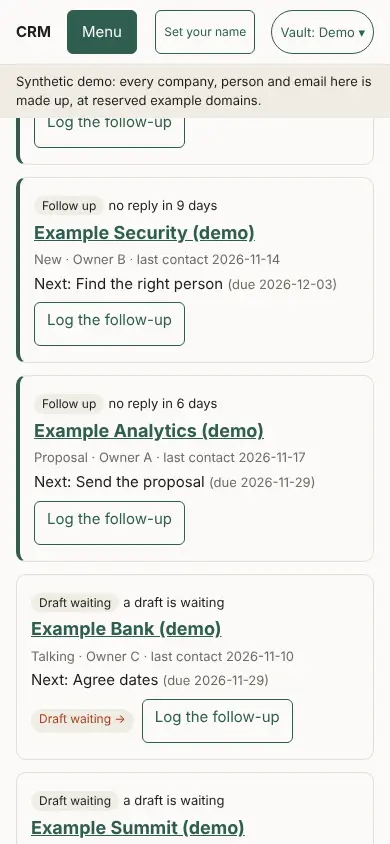 CRM Menu Set your name Vault: Demo ▾
Synthetic demo: every company, person and email here is
made up, at reserved example domains.
Log the follow-up
Follow up no reply in 9 days
Example Security (demo)
New · Owner B · last contact 2026-11-14
Next: Find the right person (due 2026-12-03)
Log the follow-up
Follow up no reply in 6 days
Example Analytics (demo)
Proposal · Owner A · last contact 2026-11-17
Next: Send the proposal (due 2026-11-29)
Log the follow-up
Draft waiting a draft is waiting
Example Bank (demo)
Talking · Owner C · last contact 2026-11-10
Next: Agree dates (due 2026-11-29)
Draft waiting → Log the follow-up
Draft waiting a draft is waiting
Example Summit (demo)